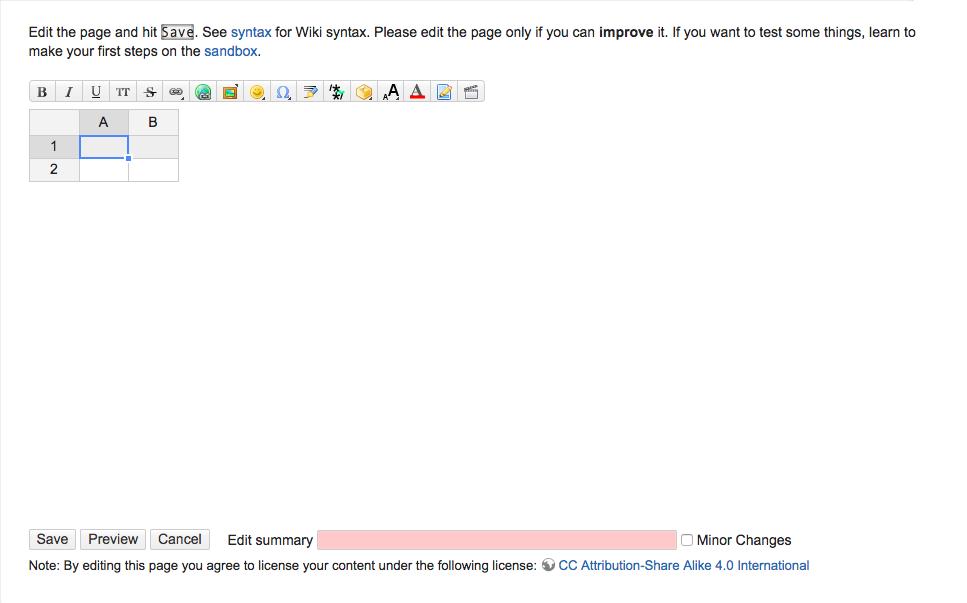 Edit the page and hit Save. See syntax for Wiki syntax. Please edit the page only if you can improve it. If you want to test some things, learn to
make your first steps on the sandbox.
B I U TT S Ω A A
A B
1
2
Save Preview Cancel Edit summary Minor Changes
Note: By editing this page you agree to license your content under the following license: CC Attribution-Share Alike 4.0 International